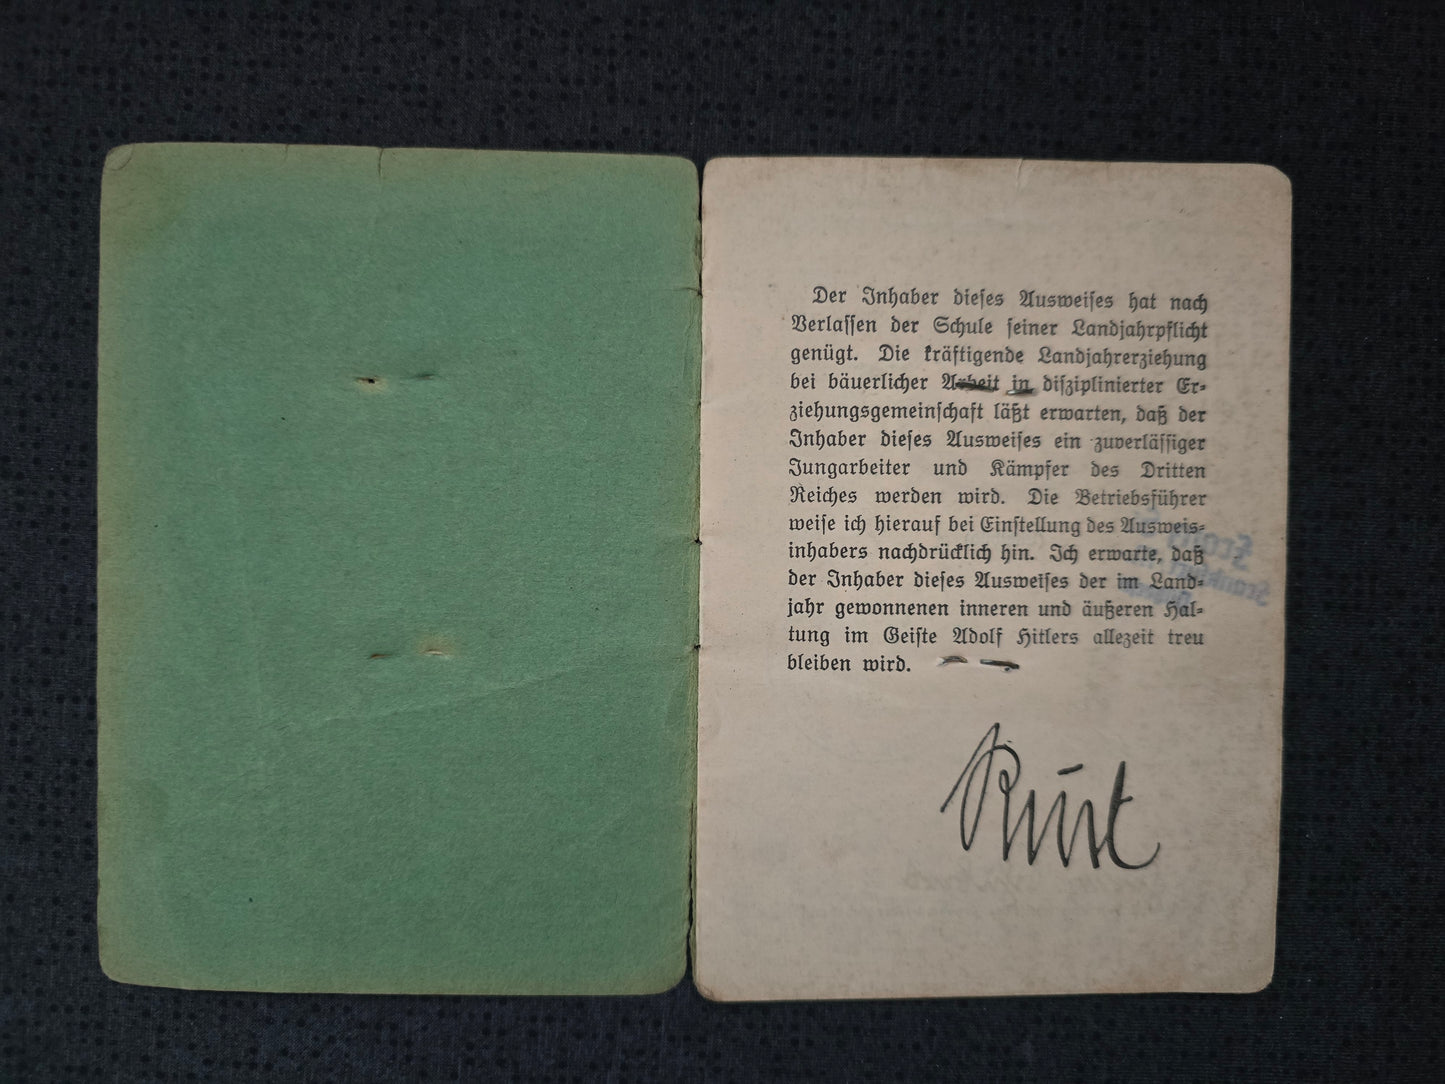 Der Inhaber dieses Ausweises hat nach
Verlassen der Schule seiner Landjahrpflicht
genügt. Die kräftigende Landjahrerziehung
bei bäuerlicher Arbeit in disziplinierter Er-
ziehungsgemeinschaft läßt erwarten, daß der
Inhaber dieses Ausweises ein zuverlässiger
Jungarbeiter und Kämpfer des Dritten
Reiches werden wird. Die Betriebsführer
weise ich hierauf bei Einstellung des Ausweis-
inhabers nachdrücklich hin. Ich erwarte, daß
der Inhaber dieses Ausweises der im Land-
jahr gewonnenen inneren und äußeren Hal-
tung im Geiste Adolf Hitlers allezeit treu
bleiben wird.
Rust